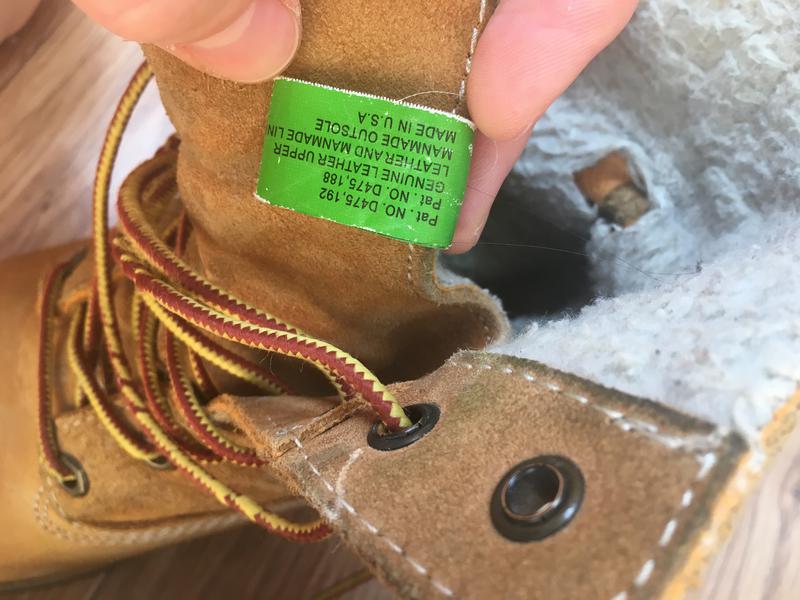 Pat. NO. D475,192
Pat. NO. D475,188
GENUINE LEATHER UPPER
LEATHER AND MANMADE LIN
MANMADE OUTSOLE
MADE IN U.S.A